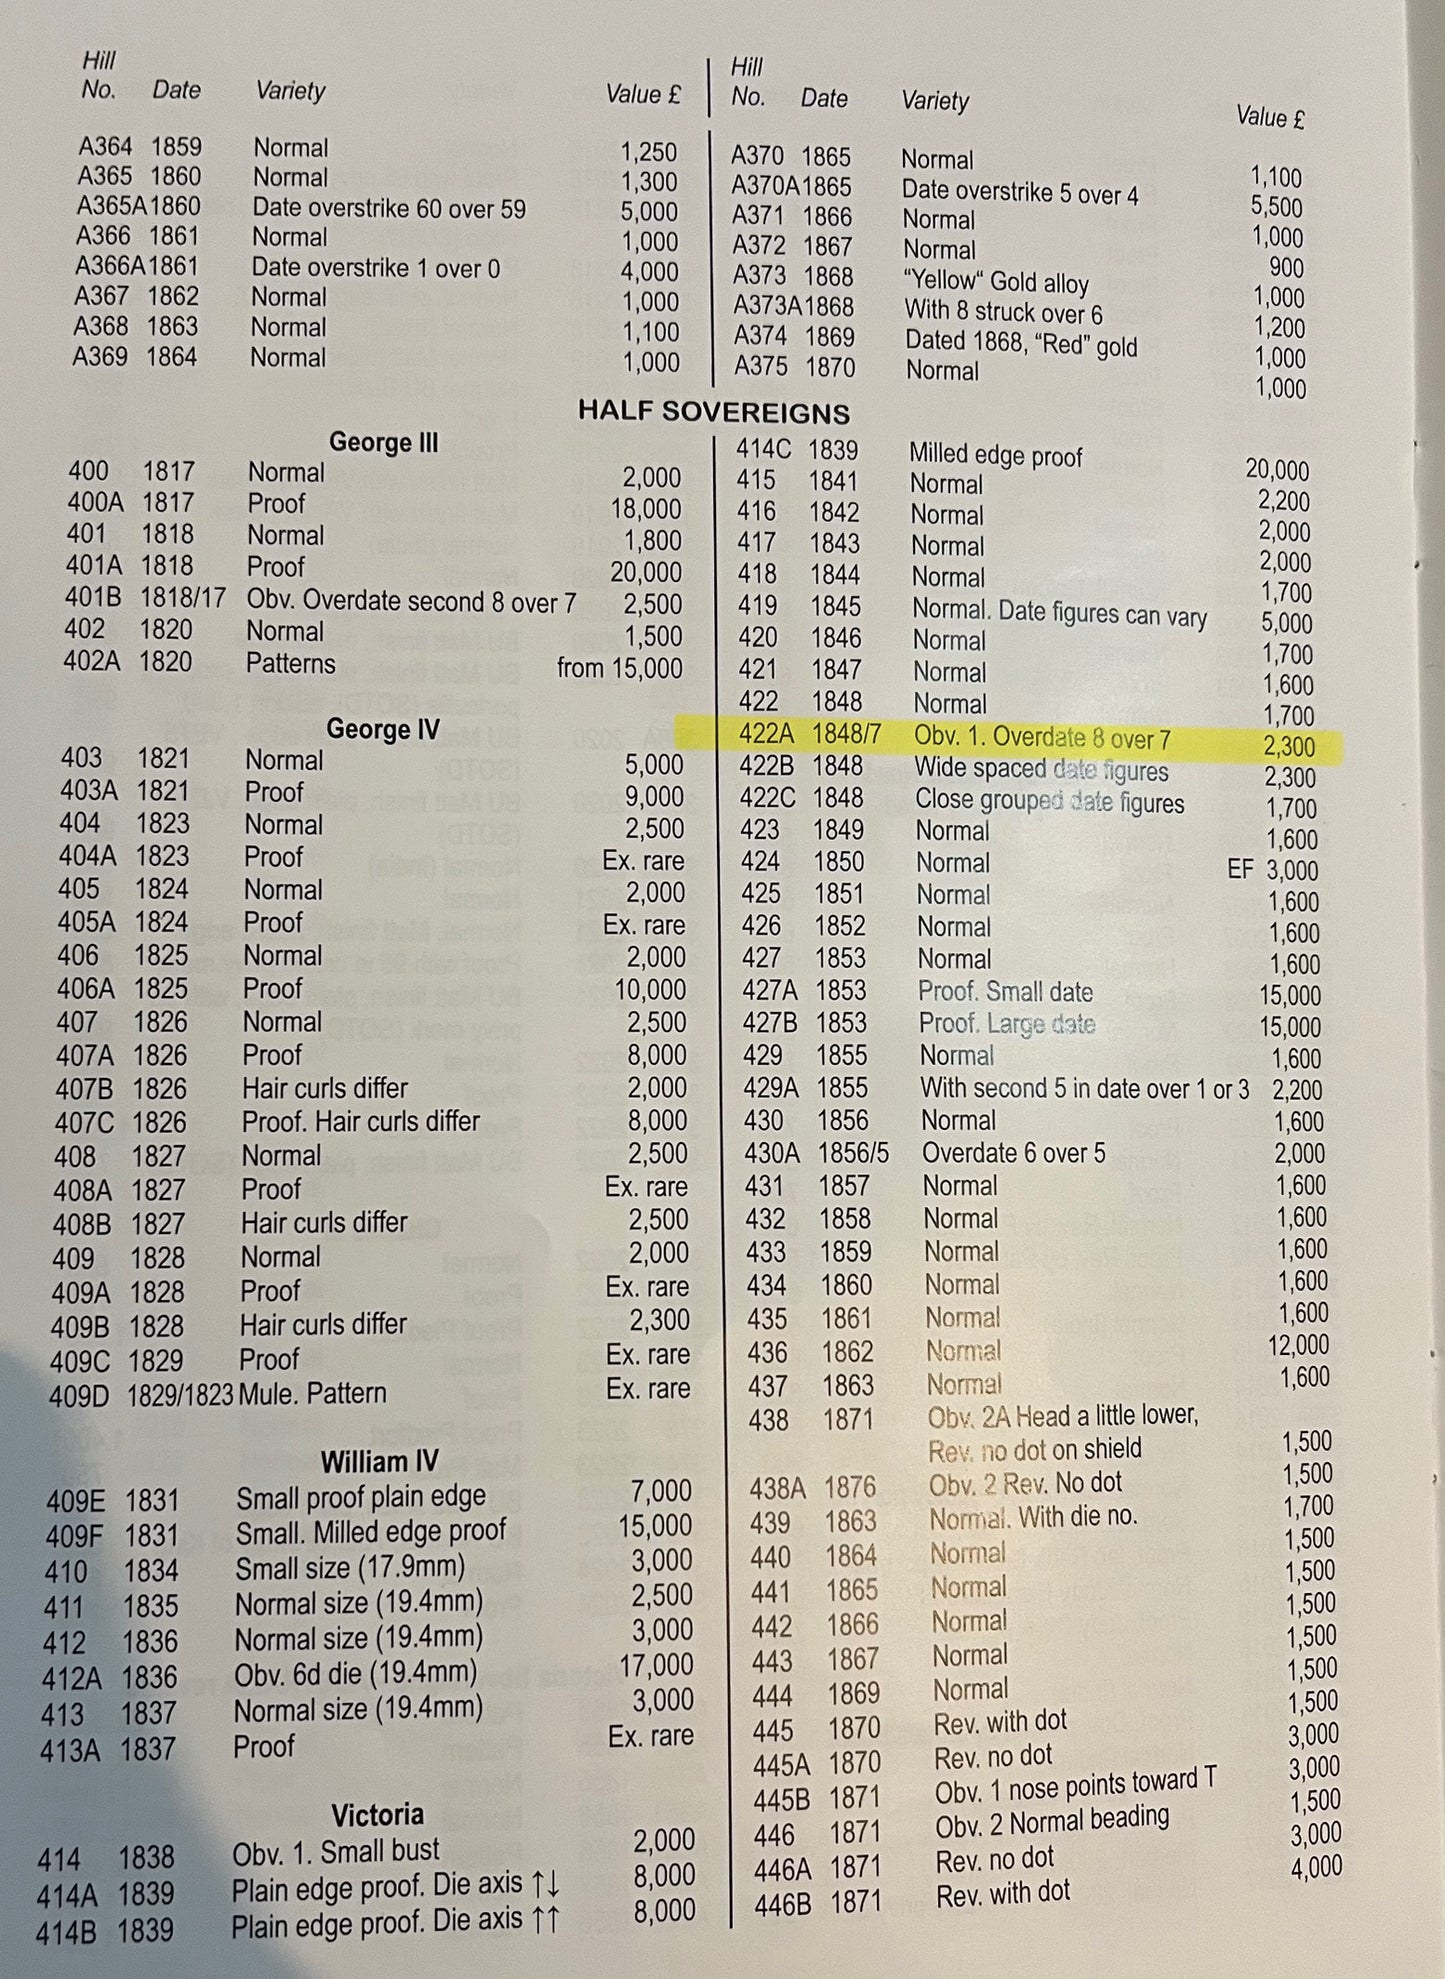 Hill
No. Date Variety Value £
A364 1859 Normal 1,250
A365 1860 Normal 1,300
A365A 1860 Date overstrike 60 over 59 5,000
A366 1861 Normal 1,000
A366A 1861 Date overstrike 1 over 0 4,000
A367 1862 Normal 1,000
A368 1863 Normal 1,100
A369 1864 Normal 1,000
Hill
No. Date Variety Value £
A370 1865 Normal 1,100
A370A 1865 Date overstrike 5 over 4 5,500
A371 1866 Normal 1,000
A372 1867 Normal 900
A373 1868 “Yellow“ Gold alloy 1,000
A373A 1868 With 8 struck over 6 1,200
A374 1869 Dated 1868, “Red” gold 1,000
A375 1870 Normal 1,000
HALF SOVEREIGNS
George III
400 1817 Normal 2,000
400A 1817 Proof 18,000
401 1818 Normal 1,800
401A 1818 Proof 20,000
401B 1818/17 Obv. Overdate second 8 over 7 2,500
402 1820 Normal 1,500
402A 1820 Patterns from 15,000
George IV
403 1821 Normal 5,000
403A 1821 Proof 9,000
404 1823 Normal 2,500
404A 1823 Proof Ex. rare
405 1824 Normal 2,000
405A 1824 Proof Ex. rare
406 1825 Normal 2,000
406A 1825 Proof 10,000
407 1826 Normal 2,500
407A 1826 Proof 8,000
407B 1826 Hair curls differ 2,000
407C 1826 Proof. Hair curls differ 8,000
408 1827 Normal 2,500
408A 1827 Proof Ex. rare
408B 1827 Hair curls differ 2,500
409 1828 Normal 2,000
409A 1828 Proof Ex. rare
409B 1828 Hair curls differ 2,300
409C 1829 Proof Ex. rare
409D 1829/1823 Mule. Pattern Ex. rare
William IV
409E 1831 Small proof plain edge 7,000
409F 1831 Small. Milled edge proof 15,000
410 1834 Small size (17.9mm) 3,000
411 1835 Normal size (19.4mm) 2,500
412 1836 Normal size (19.4mm) 3,000
412A 1836 Obv. 6d die (19.4mm) 17,000
413 1837 Normal size (19.4mm) 3,000
413A 1837 Proof Ex. rare
Victoria
414 1838 Obv. 1. Small bust 2,000
414A 1839 Plain edge proof. Die axis ↑↓ 8,000
414B 1839 Plain edge proof. Die axis ↑↑ 8,000
414C 1839 Milled edge proof 20,000
415 1841 Normal 2,200
416 1842 Normal 2,000
417 1843 Normal 2,000
418 1844 Normal 1,700
419 1845 Normal. Date figures can vary 5,000
420 1846 Normal 1,700
421 1847 Normal 1,600
422 1848 Normal 1,700
422A 1848/7 Obv. 1. Overdate 8 over 7 2,300
422B 1848 Wide spaced date figures 2,300
422C 1848 Close grouped date figures 1,700
423 1849 Normal 1,600
424 1850 Normal EF 3,000
425 1851 Normal 1,600
426 1852 Normal 1,600
427 1853 Normal 1,600
427A 1853 Proof. Small date 15,000
427B 1853 Proof. Large date 15,000
429 1855 Normal 1,600
429A 1855 With second 5 in date over 1 or 3 2,200
430 1856 Normal 1,600
430A 1856/5 Overdate 6 over 5 2,000
431 1857 Normal 1,600
432 1858 Normal 1,600
433 1859 Normal 1,600
434 1860 Normal 1,600
435 1861 Normal 1,600
436 1862 Normal 12,000
437 1863 Normal 1,600
438 1871 Obv. 2A Head a little lower,
Rev. no dot on shield 1,500
438A 1876 Obv. 2 Rev. No dot 1,500
439 1863 Normal. With die no. 1,700
440 1864 Normal 1,500
441 1865 Normal 1,500
442 1866 Normal 1,500
443 1867 Normal 1,500
444 1869 Normal 1,500
445 1870 Rev. with dot 1,500
445A 1870 Rev. no dot 3,000
445B 1871 Obv. 1 nose points toward T 3,000
446 1871 Obv. 2 Normal beading 1,500
446A 1871 Rev. no dot 3,000
446B 1871 Rev. with dot 4,000